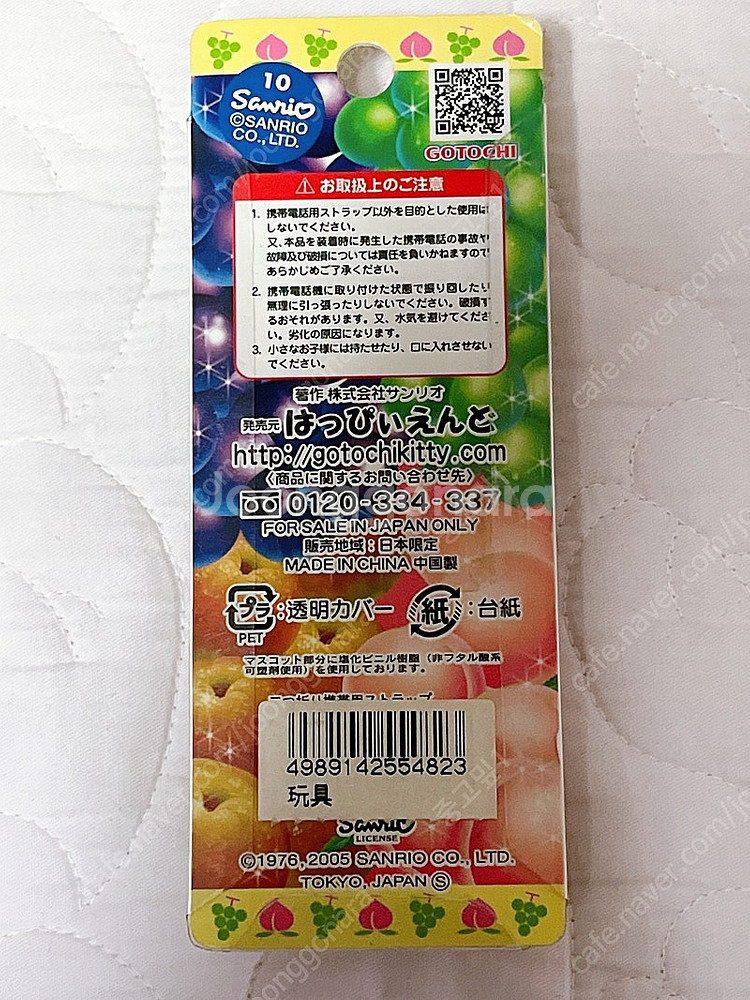 10
Sanrio
©SANRIO
CO., LTD.
GOTOCHI
お取扱上のご注意
1. 携帯電話用ストラップ以外を目的とした使用は
しないでください。
又、本品を装着時に発生した携帯電話の事故や
故障及び破損については責任を負いかねますので
あらかじめご了承ください。
2. 携帯電話機に取り付けた状態で振り回したり
無理に引っ張ったりしないでください。破損す
るおそれがあります。又、水気を避けてくださ
い。劣化の原因になります。
3. 小さなお子様には持たせたり、口に入れさせない
でください。
著作 株式会社サンリオ
発売元 はっぴぃえんど
http://gotochikitty.com
〈商品に関するお問い合わせ先〉
0120-334-337
FOR SALE IN JAPAN ONLY
販売地域:日本限定
MADE IN CHINA 中国製
プラ:透明カバー 紙:台紙
PET
マスコット部分に塩化ビニル樹脂(非フタル酸系
可塑剤使用)を使用しております。
4989142554823
玩具
Sanrio
LICENSE
©1976, 2005 SANRIO CO., LTD.
TOKYO, JAPAN Ⓢ
cafe.naver.com/joonggonara